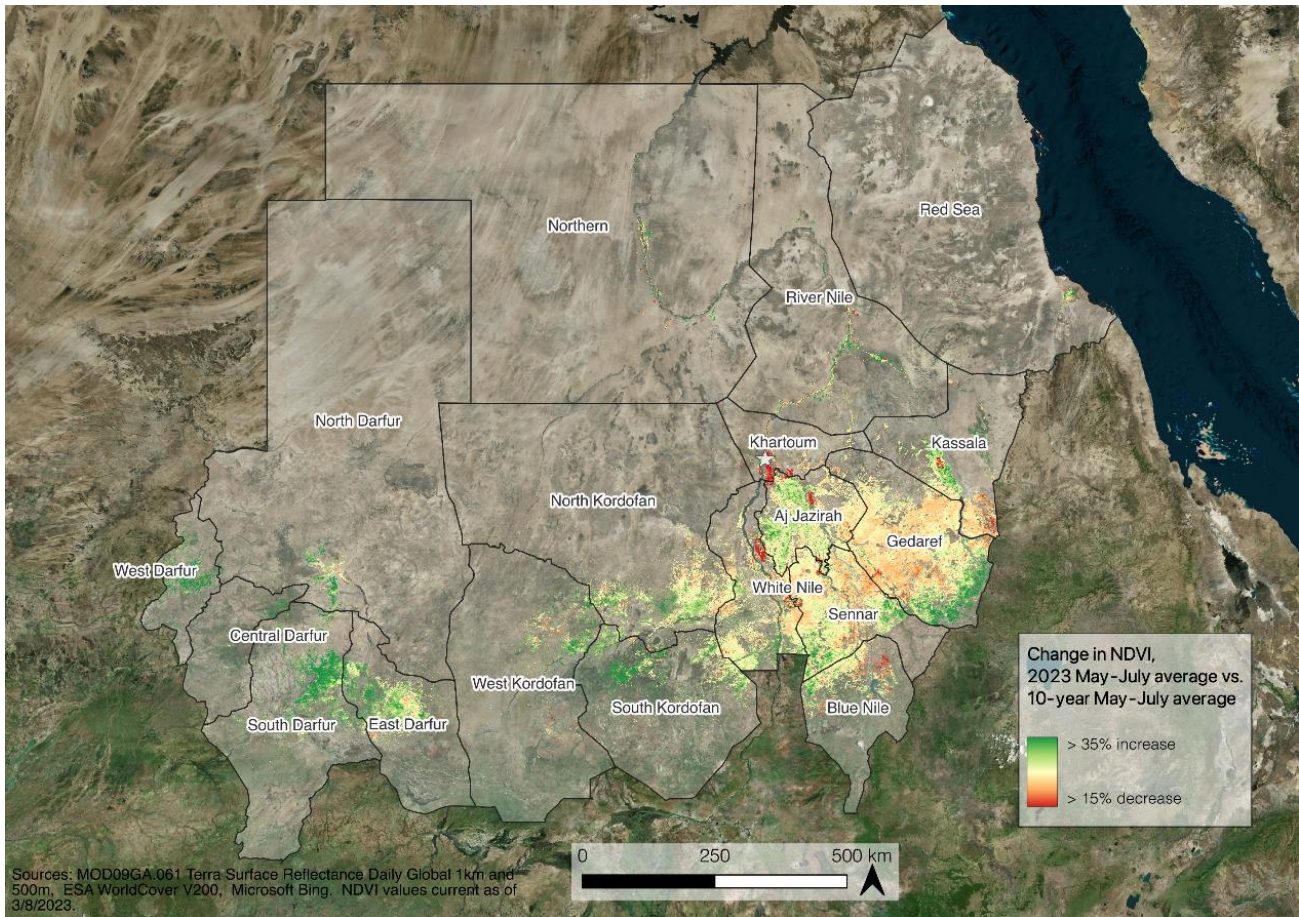 Red Sea
Northern
River Nile
North Darfur
Khartoum
Kassala
North Kordofan
Aj Jazirah
Gedaref
West Darfur
White Nile
Sennar
Central Darfur
West Kordofan
South Kordofan
Blue Nile
South Darfur
East Darfur
Change in NDVI,
2023 May-July average vs.
10-year May-July average
> 35% increase
> 15% decrease
0 250 500 km
Sources: MOD09GA.061 Terra Surface Reflectance Daily Global 1km and
500m, ESA WorldCover V200, Microsoft Bing. NDVI values current as of
3/8/2023.